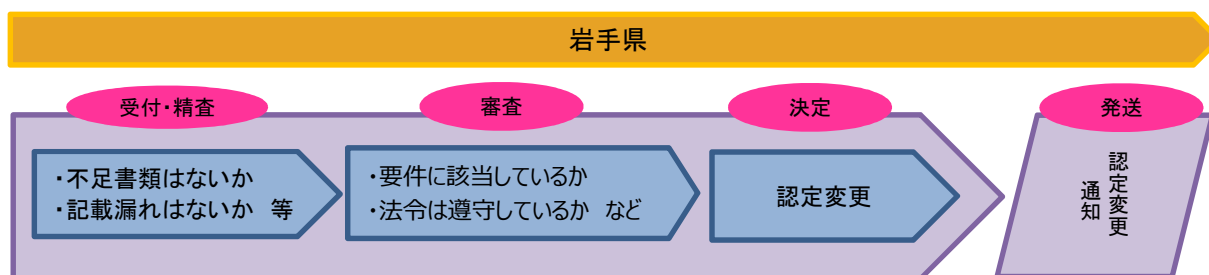 岩手県
受付・精査
審査
決定
発送
・不足書類はないか
・記載漏れはないか 等
・要件に該当しているか
・法令は遵守しているか など
認定変更
認定変更
通知